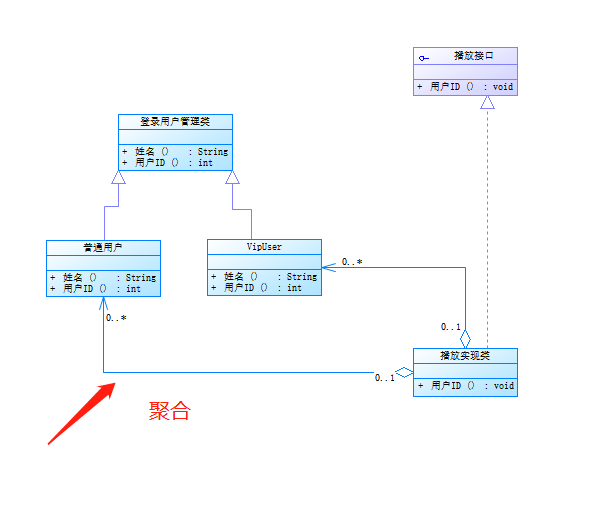 播放接口
+ 用户ID () : void
登录用户管理类
+ 姓名 () : String
+ 用户ID () : int
普通用户
+ 姓名 () : String
+ 用户ID () : int
VipUser
+ 姓名 () : String
+ 用户ID () : int
0..*
0..*
0..1
播放实现类
+ 用户ID () : void
0..1
聚合